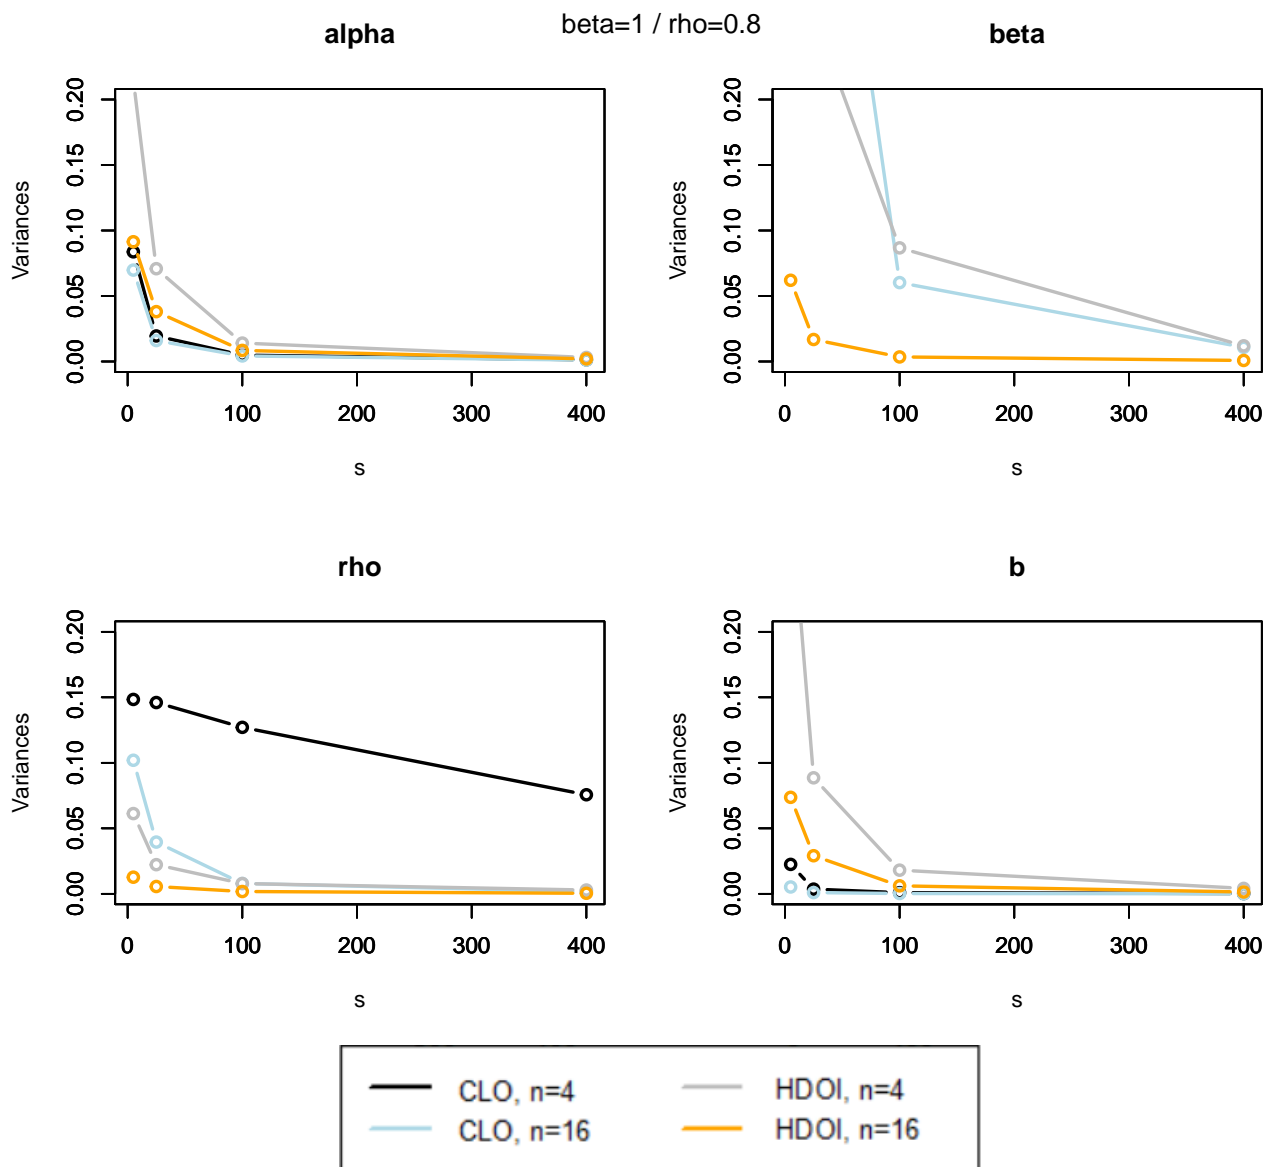 beta=1 / rho=0.8
alpha
Variances
0.00 0.05 0.10 0.15 0.20
0 100 200 300 400
s
beta
Variances
0.00 0.05 0.10 0.15 0.20
0 100 200 300 400
s
rho
Variances
0.00 0.05 0.10 0.15 0.20
0 100 200 300 400
s
b
Variances
0.00 0.05 0.10 0.15 0.20
0 100 200 300 400
s
CLO, n=4
CLO, n=16
HDOI, n=4
HDOI, n=16